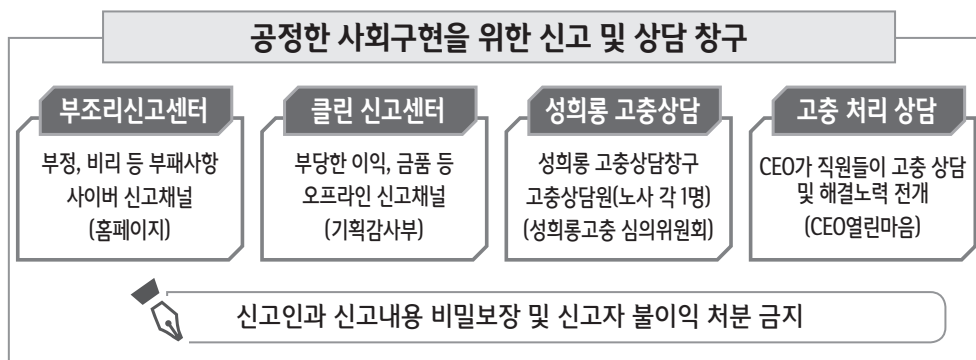 공정한 사회구현을 위한 신고 및 상담 창구
부조리신고센터
부정, 비리 등 부패사항
사이버 신고채널
(홈페이지)
클린 신고센터
부당한 이익, 금품 등
오프라인 신고채널
(기획감사부)
성희롱 고충상담
성희롱 고충상담창구
고충상담원(노사 각 1명)
(성희롱고충 심의위원회)
고충 처리 상담
CEO가 직원들이 고충 상담
및 해결노력 전개
(CEO열린마음)
신고인과 신고내용 비밀보장 및 신고자 불이익 처분 금지